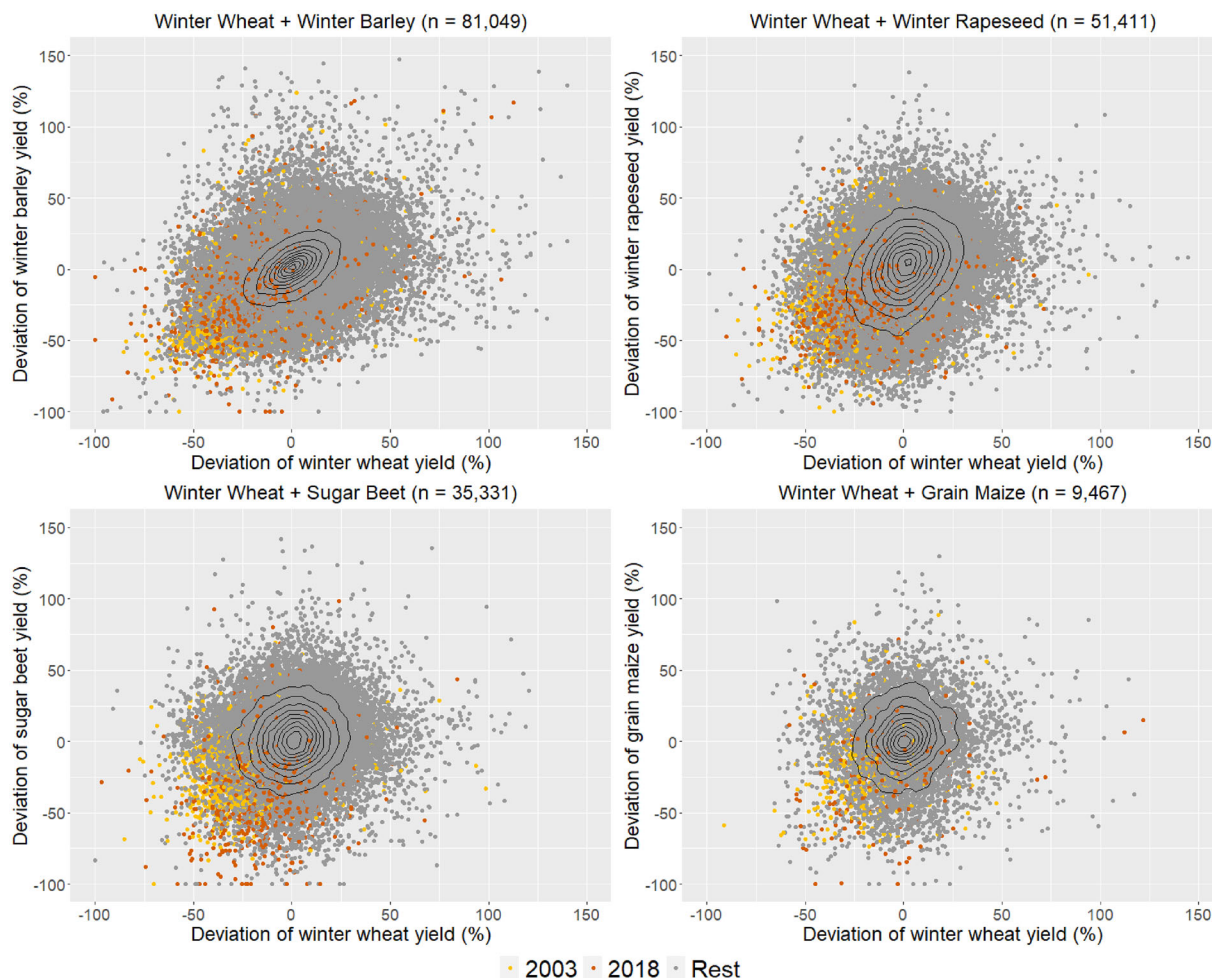 Winter Wheat + Winter Barley (n = 81,049)
150
100
50
0
-50
-100
Deviation of winter barley yield (%)
-100 -50 0 50 100 150
Deviation of winter wheat yield (%)
Winter Wheat + Winter Rapeseed (n = 51,411)
150
100
50
0
-50
-100
Deviation of winter rapeseed yield (%)
-100 -50 0 50 100 150
Deviation of winter wheat yield (%)
Winter Wheat + Sugar Beet (n = 35,331)
150
100
50
0
-50
-100
Deviation of sugar beet yield (%)
-100 -50 0 50 100 150
Deviation of winter wheat yield (%)
Winter Wheat + Grain Maize (n = 9,467)
150
100
50
0
-50
-100
Deviation of grain maize yield (%)
-100 -50 0 50 100 150
Deviation of winter wheat yield (%)
2003 2018 Rest